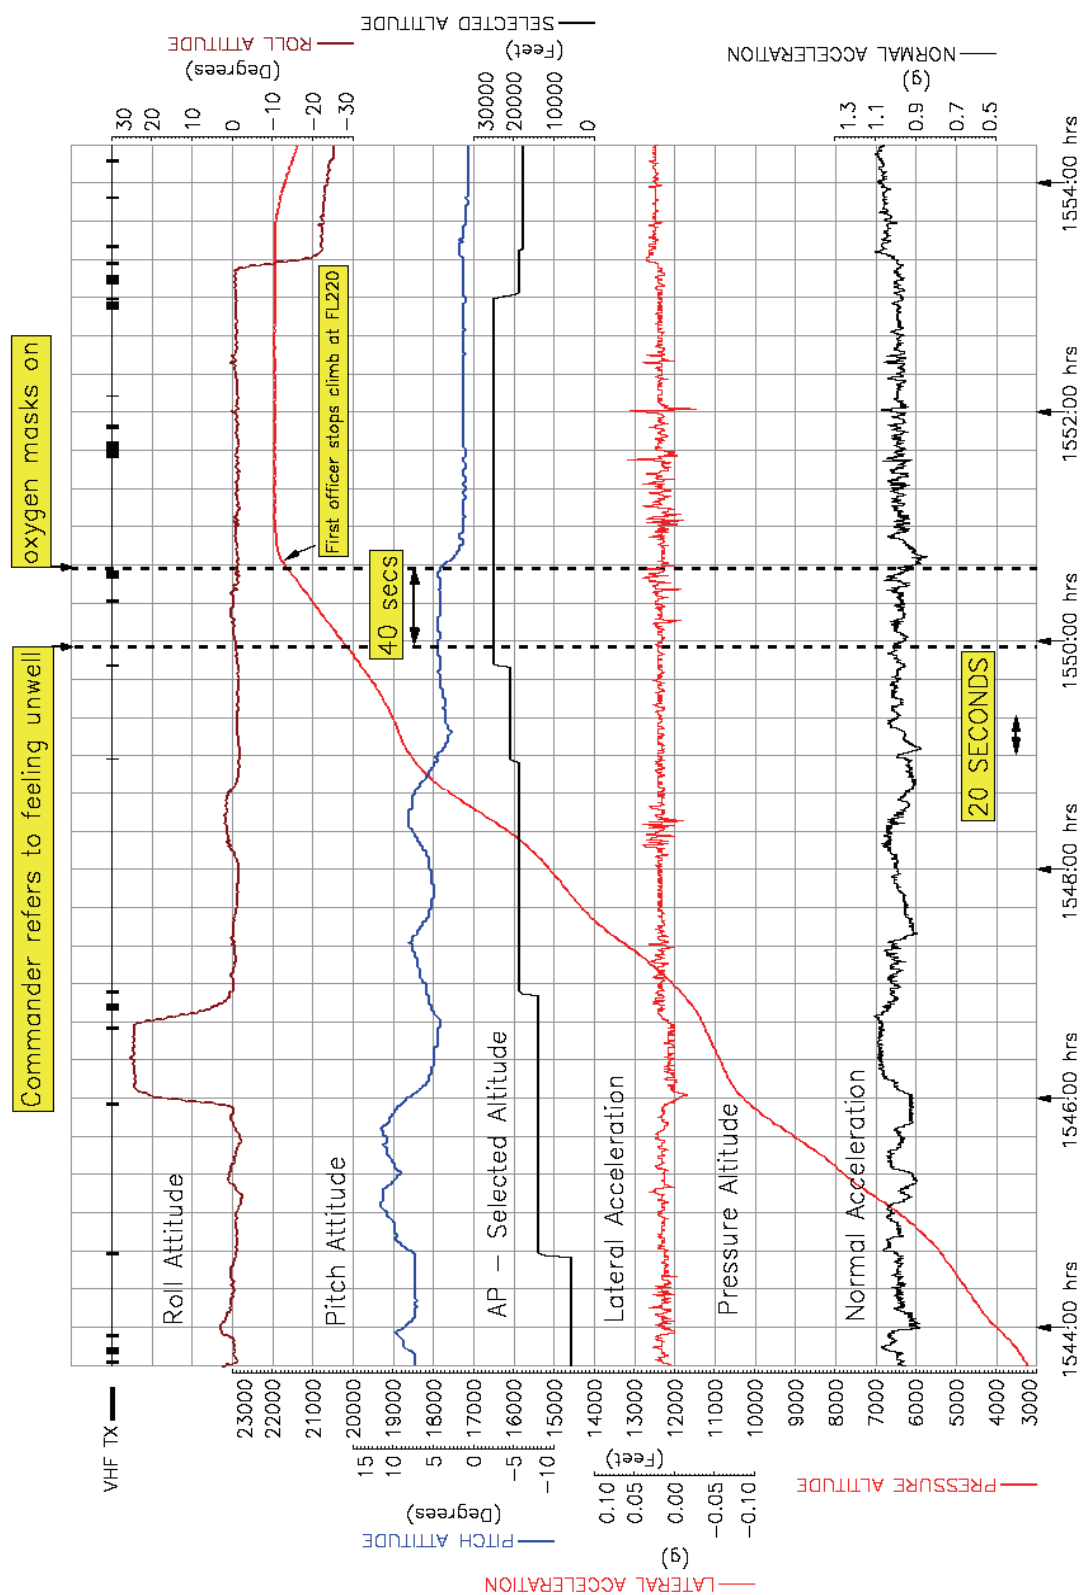 Commander refers to feeling unwell
oxygen masks on
VHF TX
30
20
10
0
-10
-20
-30
(Degrees)
ROLL ATTITUDE
Roll Attitude
First officer stops climb at FL220
40 secs
Pitch Attitude
30000
20000
10000
0
(Feet)
SELECTED ALTITUDE
AP - Selected Altitude
Lateral Acceleration
Pressure Altitude
Normal Acceleration
1.3
1.1
0.9
0.7
0.5
(g)
NORMAL ACCELERATION
20 SECONDS
23000
22000
21000
20000
19000
18000
17000
16000
15000
14000
13000
12000
11000
10000
9000
8000
7000
6000
5000
4000
3000
(Feet)
PRESSURE ALTITUDE
15
10
5
0
-5
-10
(Degrees)
PITCH ATTITUDE
0.10
0.05
0.00
-0.05
-0.10
(g)
LATERAL ACCELERATION
1544:00 hrs
1546:00 hrs
1548:00 hrs
1550:00 hrs
1552:00 hrs
1554:00 hrs